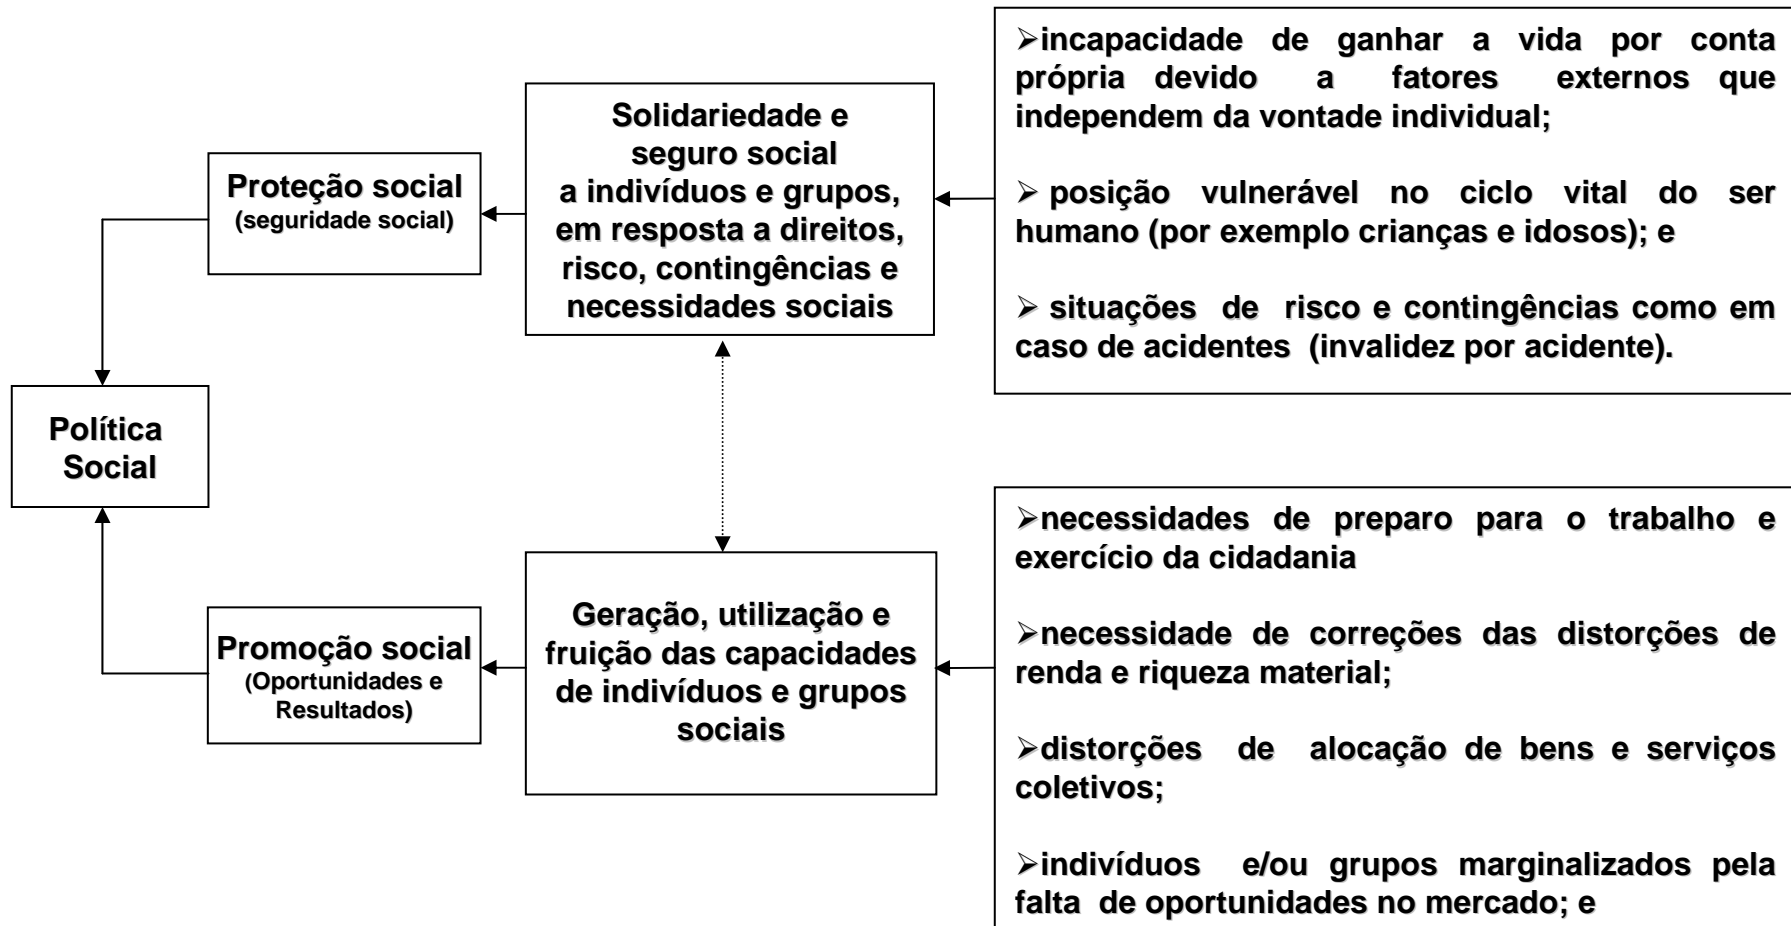 Política
Social
Proteção social
(seguridade social)
Promoção social
(Oportunidades e
Resultados)
Solidariedade e
seguro social
a indivíduos e grupos,
em resposta a direitos,
risco, contingências e
necessidades sociais
Geração, utilização e
fruição das capacidades
de indivíduos e grupos
sociais
➢incapacidade de ganhar a vida por conta
própria devido a fatores externos que
independem da vontade individual;
➢ posição vulnerável no ciclo vital do ser
humano (por exemplo crianças e idosos); e
➢ situações de risco e contingências como em
caso de acidentes (invalidez por acidente).
➢necessidades de preparo para o trabalho e
exercício da cidadania
➢necessidade de correções das distorções de
renda e riqueza material;
➢distorções de alocação de bens e serviços
coletivos;
➢indivíduos e/ou grupos marginalizados pela
falta de oportunidades no mercado; e